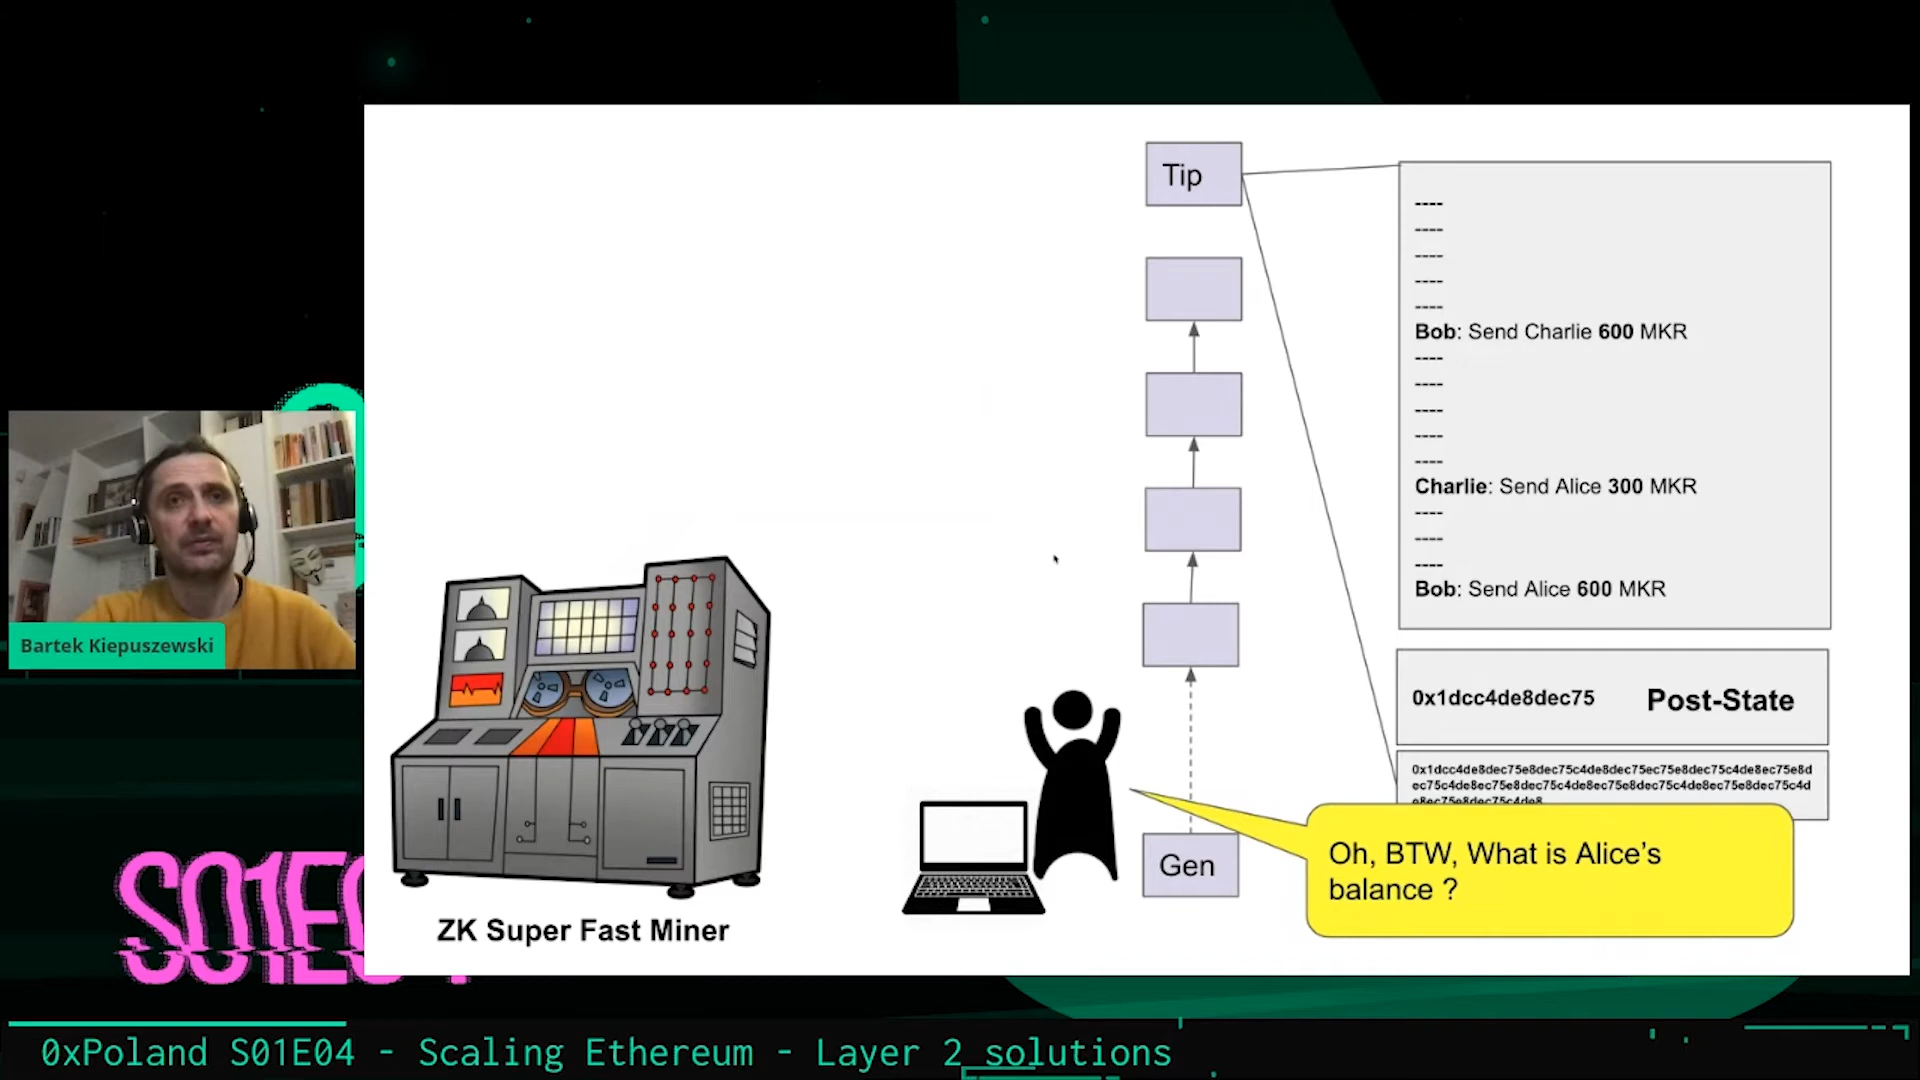 Tip
----
----
----
----
----
Bob: Send Charlie 600 MKR
----
----
----
----
----
Charlie: Send Alice 300 MKR
----
----
----
Bob: Send Alice 600 MKR
0x1dcc4de8dec75
Post-State
0x1dcc4de8dec75e8dec75c4de8dec75ec75e8dec75c4de8ec75e8d
ec75c4de8ec75e8dec75c4de8ec75e8dec75c4de8ec75e8dec75c4d
e8ec75e8dec75c4de8
Oh, BTW, What is Alice's
balance ?
Gen
ZK Super Fast Miner
Bartek Kiepuszewski
S01E0
0xPoland S01E04 - Scaling Ethereum - Layer 2 solutions